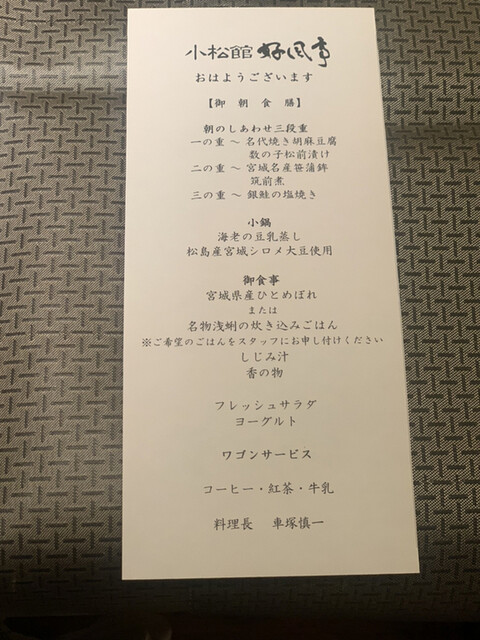 小松館 好風亭
おはようございます
【御 朝 食 膳】
朝のしあわせ三段重
一の重 ～ 名代焼き胡麻豆腐
数の子松前漬け
二の重 ～ 宮城名産笹蒲鉾
筑前煮
三の重 ～ 銀鮭の塩焼き
小鍋
海老の豆乳蒸し
松島産宮城シロメ大豆使用
御食事
宮城県産ひとめぼれ
または
名物浅蜊の炊き込みごはん
※ご希望のごはんをスタッフにお申し付けください
しじみ汁
香の物
フレッシュサラダ
ヨーグルト
ワゴンサービス
コーヒー・紅茶・牛乳
料理長 車塚慎一